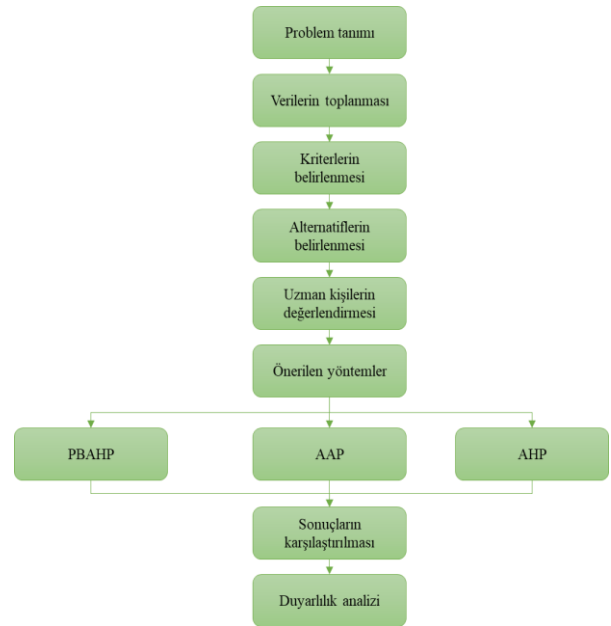 Problem tanımı
Verilerin toplanması
Kriterlerin
belirlenmesi
Alternatiflerin
belirlenmesi
Uzman kişilerin
değerlendirmesi
Önerilen yöntemler
PBAHP
AAP
AHP
Sonuçların
karşılaştırılması
Duyarlılık analizi